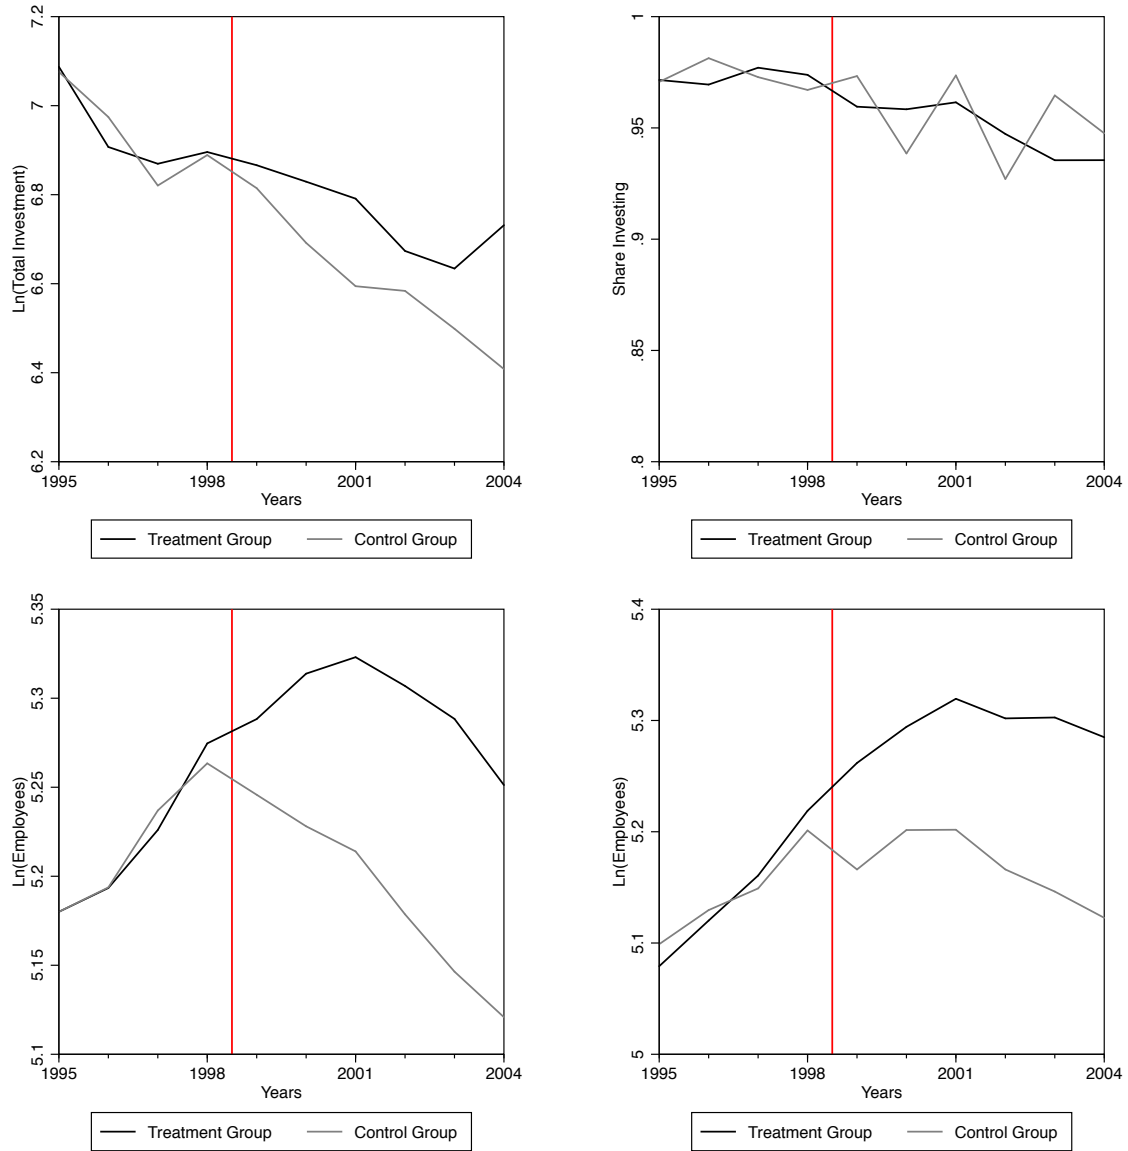 7.2
7
6.8
6.6
6.4
6.2
Ln(Total Investment)
1995
1998
2001
2004
Years
Treatment Group
Control Group
1
.95
.9
.85
.8
Share Investing
1995
1998
2001
2004
Years
Treatment Group
Control Group
5.35
5.3
5.25
5.2
5.15
5.1
Ln(Employees)
1995
1998
2001
2004
Years
Treatment Group
Control Group
5.4
5.3
5.2
5.1
5
Ln(Employees)
1995
1998
2001
2004
Years
Treatment Group
Control Group